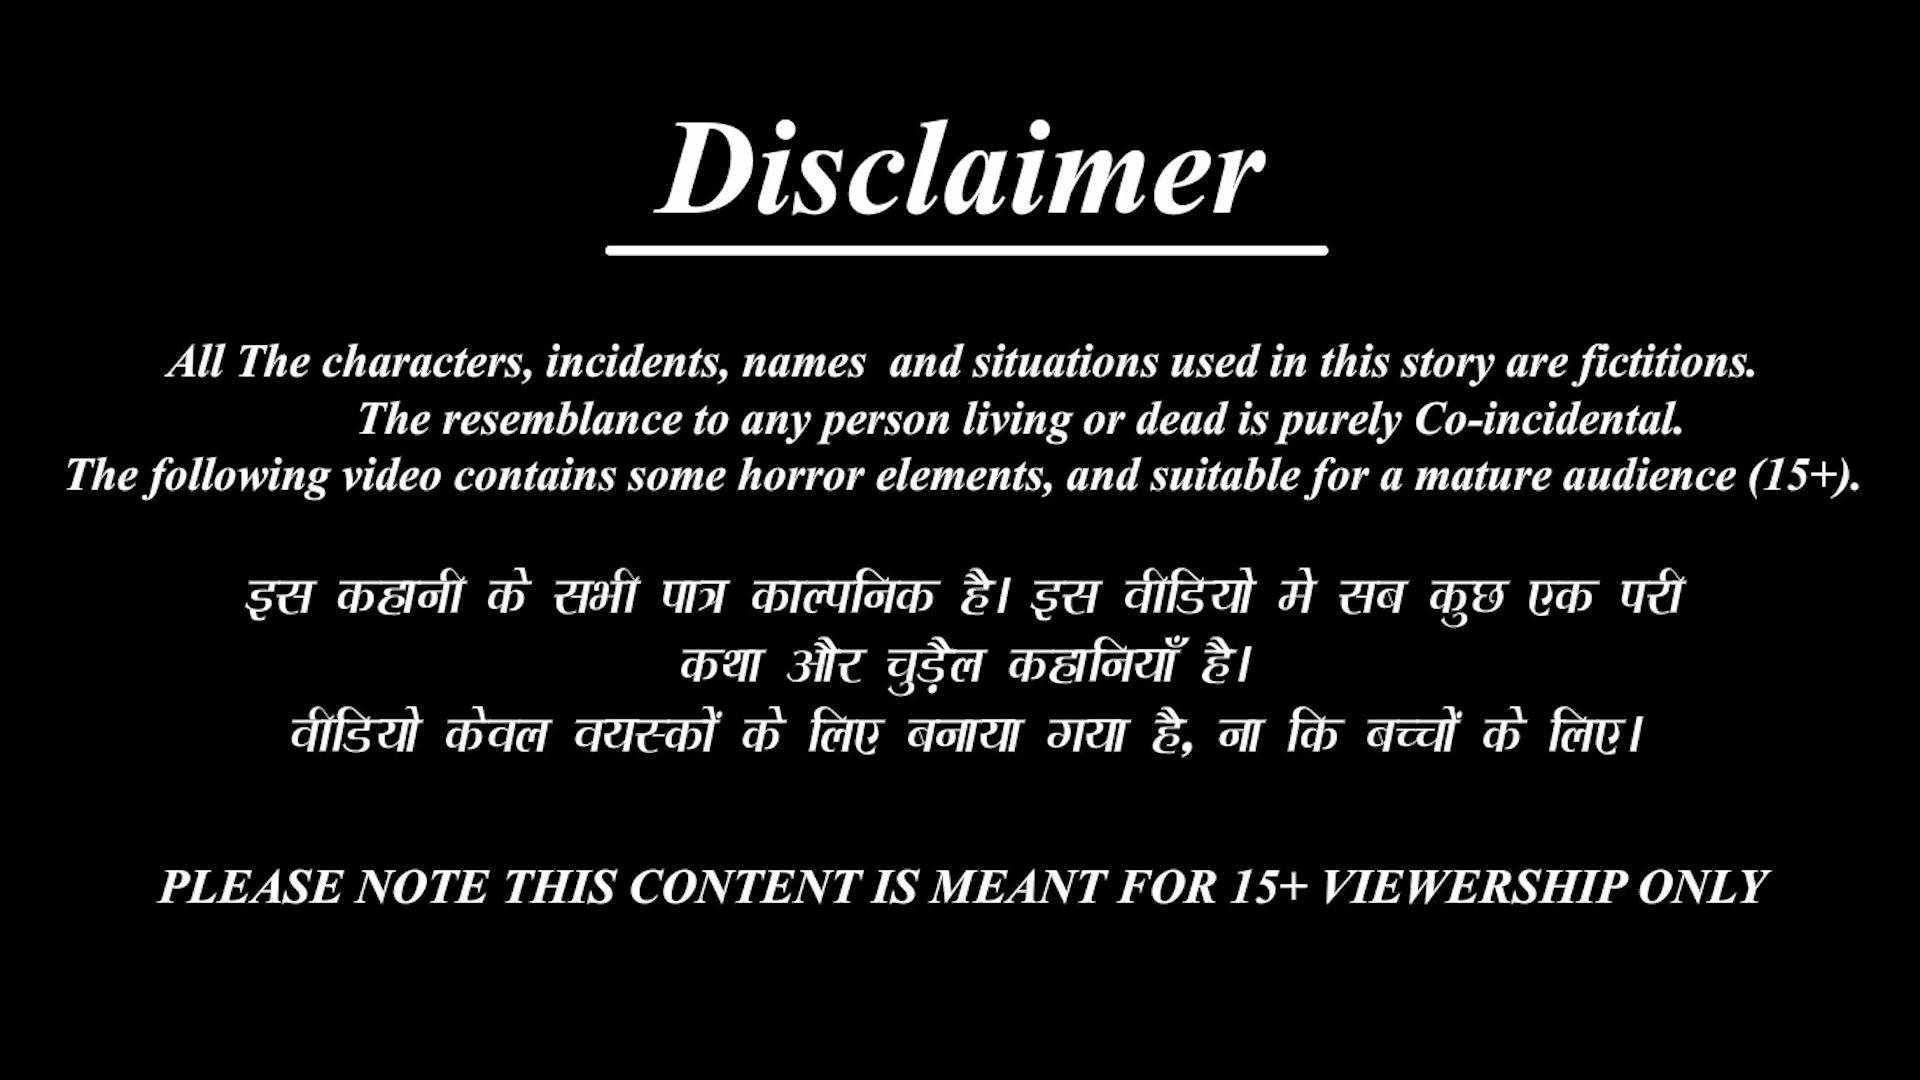 Disclaimer
All The characters, incidents, names and situations used in this story are fictitions.
The resemblance to any person living or dead is purely Co-incidental.
The following video contains some horror elements, and suitable for a mature audience (15+).
इस कहानी के सभी पात्र काल्पनिक है। इस वीडियो मे सब कुछ एक परी
कथा और चुड़ैल कहानियाँ है।
वीडियो केवल वयस्कों के लिए बनाया गया है, ना कि बच्चों के लिए।
PLEASE NOTE THIS CONTENT IS MEANT FOR 15+ VIEWERSHIP ONLY